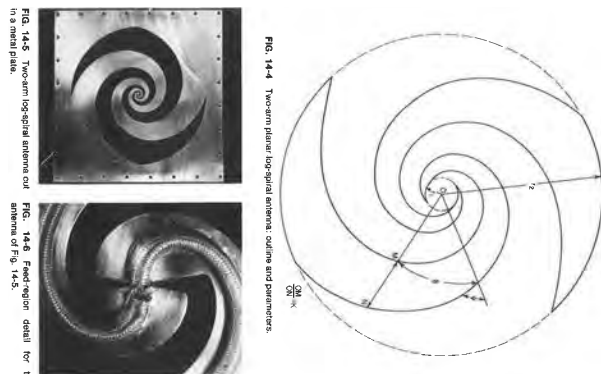 r₂
O
M
N
OM
ON =K
FIG. 14-4 Two-arm planar log-spiral antenna: outline and parameters.
FIG. 14-5 Two-arm log-spiral antenna cut
in a metal plate.
FIG. 14-6 Feed-region detail for t
antenna of Fig. 14-5.